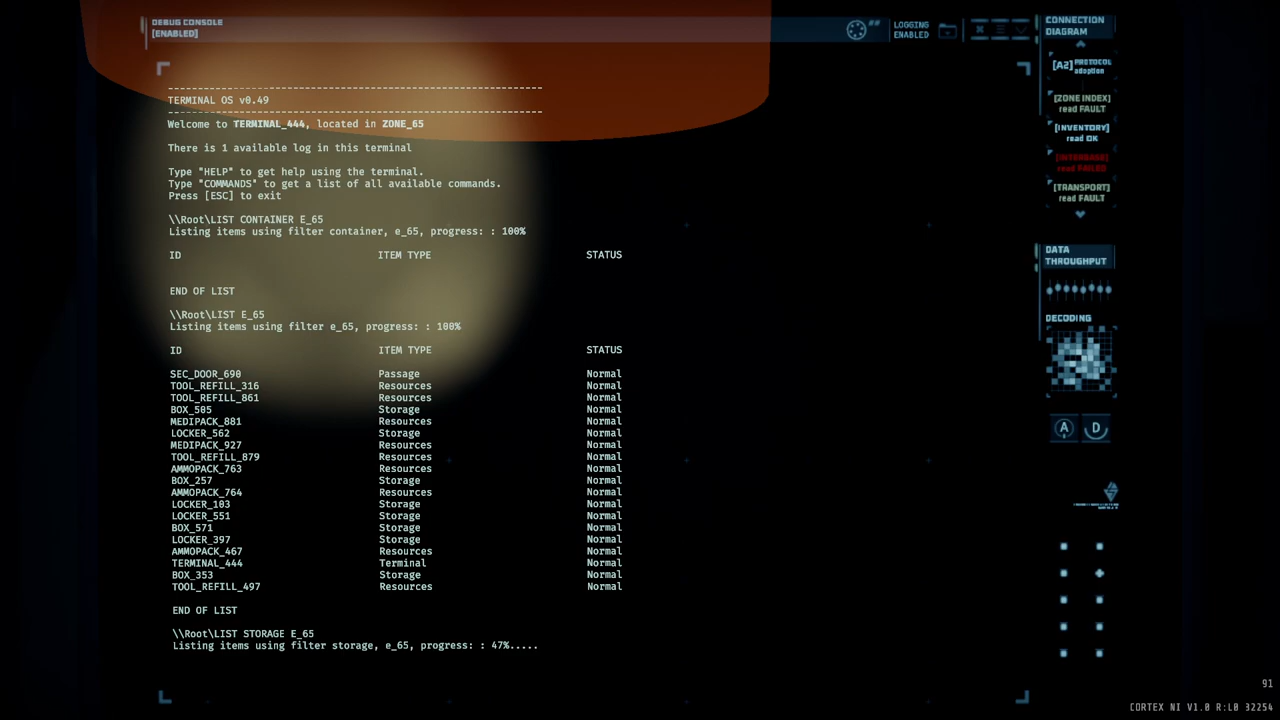 DEBUG CONSOLE
[ENABLED]
LOGGING
ENABLED
--------------------------------------------------------------
TERMINAL OS v0.49
--------------------------------------------------------------
Welcome to TERMINAL_444, located in ZONE_65
There is 1 available log in this terminal
Type "HELP" to get help using the terminal.
Type "COMMANDS" to get a list of all available commands.
Press [ESC] to exit
\\Root\LIST CONTAINER E_65
Listing items using filter container, e_65, progress: : 100%
ID ITEM TYPE STATUS
END OF LIST
\\Root\LIST E_65
Listing items using filter e_65, progress: : 100%
ID ITEM TYPE STATUS
SEC_DOOR_690 Passage Normal
TOOL_REFILL_316 Resources Normal
TOOL_REFILL_861 Resources Normal
BOX_505 Storage Normal
MEDIPACK_881 Resources Normal
LOCKER_562 Storage Normal
MEDIPACK_927 Resources Normal
TOOL_REFILL_879 Resources Normal
AMMOPACK_763 Resources Normal
BOX_257 Storage Normal
AMMOPACK_764 Resources Normal
LOCKER_103 Storage Normal
LOCKER_551 Storage Normal
BOX_571 Storage Normal
LOCKER_397 Storage Normal
AMMOPACK_467 Resources Normal
TERMINAL_444 Terminal Normal
BOX_353 Storage Normal
TOOL_REFILL_497 Resources Normal
END OF LIST
\\Root\LIST STORAGE E_65
Listing items using filter storage, e_65, progress: : 47%.....
CONNECTION
DIAGRAM
[A2] PROTOCOL
adoption
[ZONE INDEX]
read FAULT
[INVENTORY]
read OK
read FAILED
[TRANSPORT]
read FAULT
DATA
THROUGHPUT
DECODING
A D
91
CORTEX NI V1.0 R:L0 32254